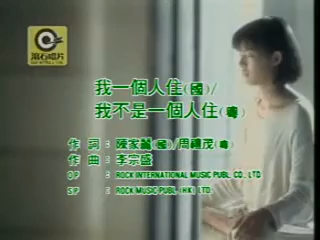 滾石唱片
我一個人住(國)/
我不是一個人住(粵)
作 詞 : 陳家麗(國)/周禮茂(粵)
作 曲 : 李宗盛
OP : ROCK INTERNATIONAL MUSIC PUBL. CO., LTD
SP : ROCK MUSIC PUBL. (HK) LTD.